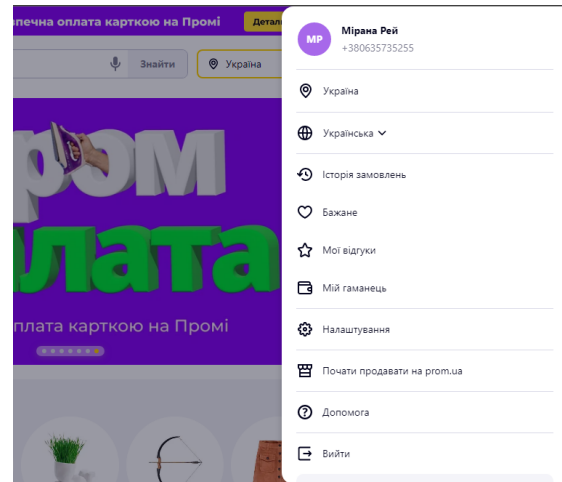 печна оплата карткою на Промі
Детал
Знайти
Україна
ром
лата
плата карткою на Промі
МР
Мірана Рей
+380635735255
Україна
Українська
Історія замовлень
Бажане
Мої відгуки
Мій гаманець
Налаштування
Почати продавати на prom.ua
Допомога
Вийти